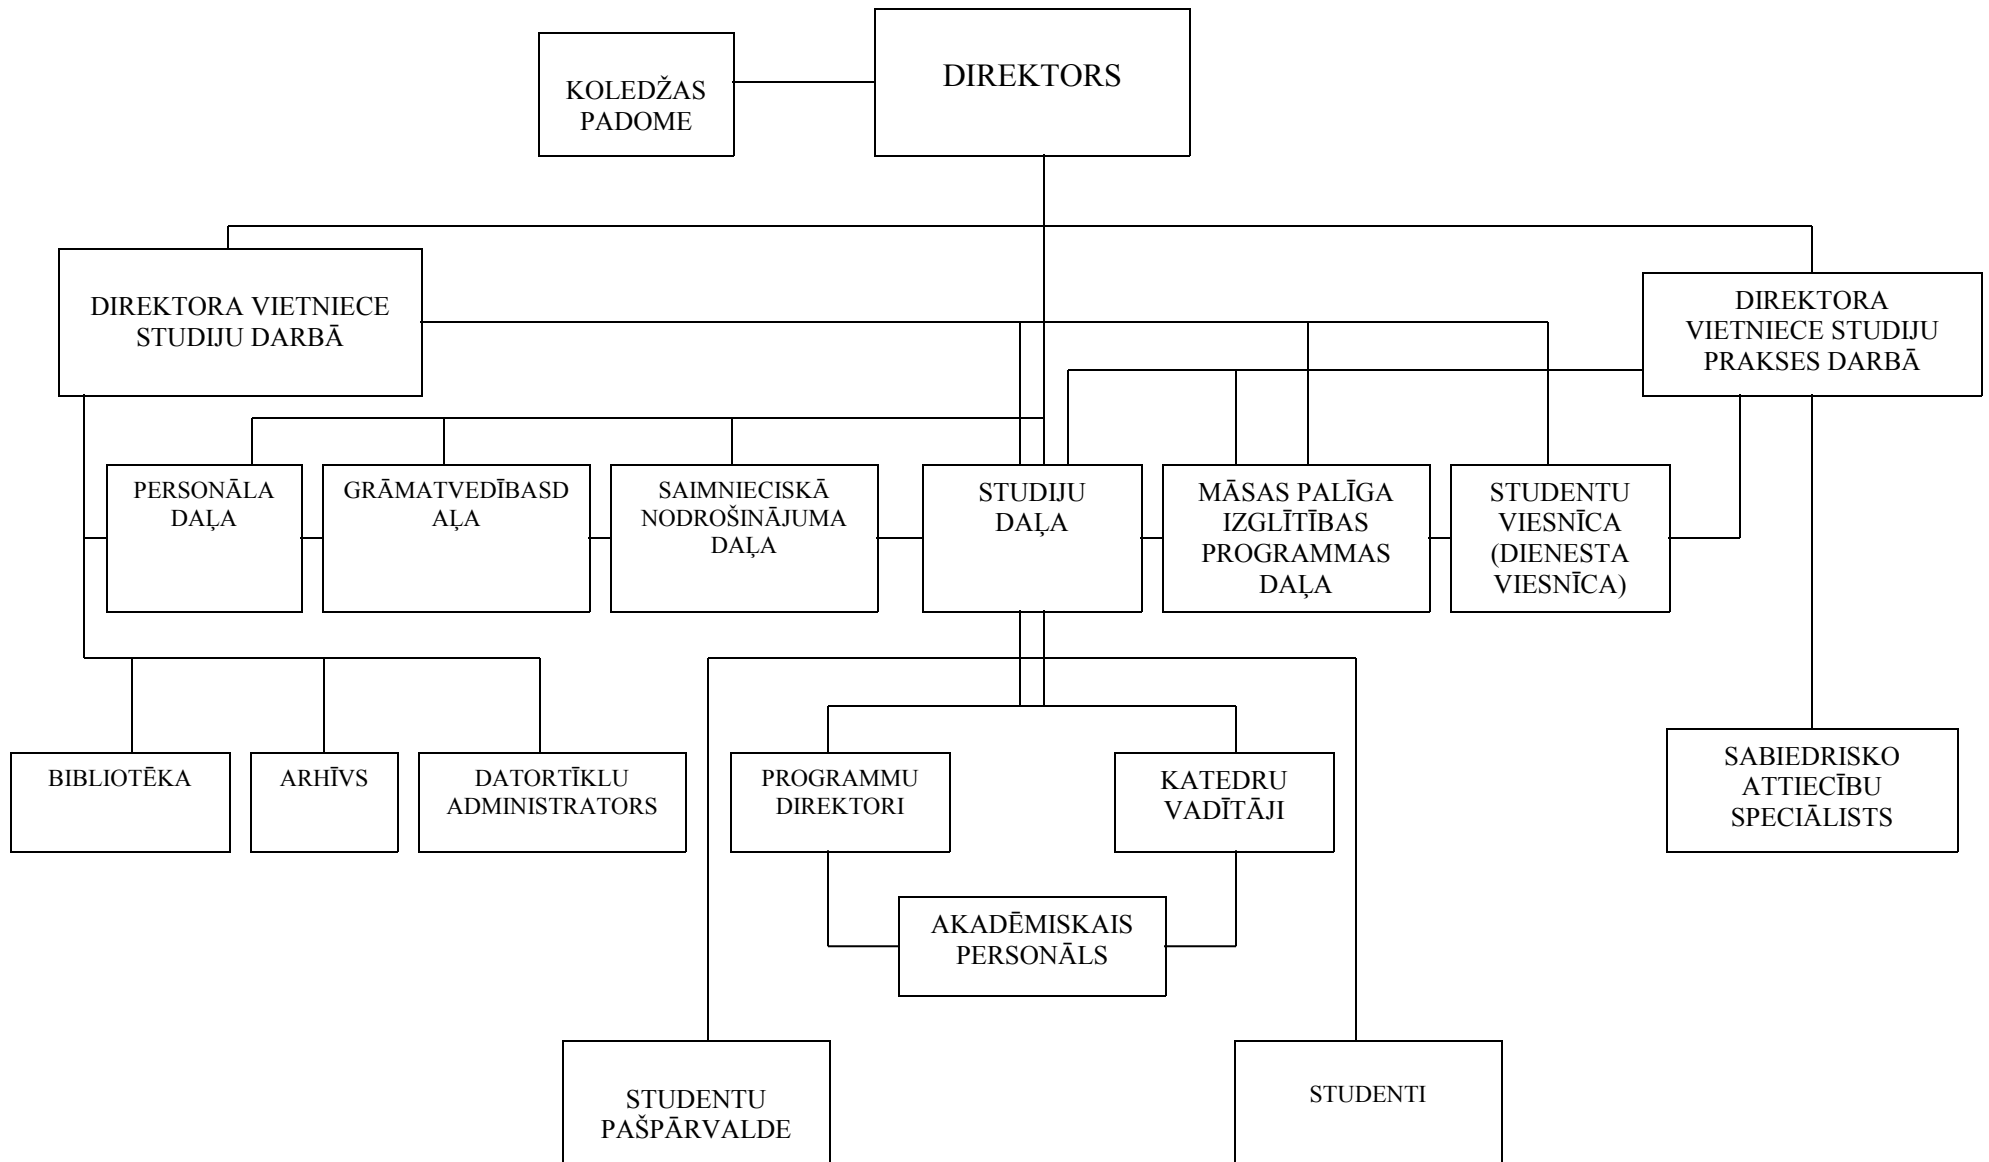 DIREKTORS
KOLEDŽAS
PADOME
DIREKTORA VIETNIECE
STUDIJU DARBĀ
DIREKTORA
VIETNIECE STUDIJU
PRAKSES DARBĀ
PERSONĀLA
DAĻA
GRĀMATVEDĪBASD
AĻA
SAIMNIECISKĀ
NODROŠINĀJUMA
DAĻA
STUDIJU
DAĻA
MĀSAS PALĪGA
IZGLĪTĪBAS
PROGRAMMAS
DAĻA
STUDENTU
VIESNĪCA
(DIENESTA
VIESNĪCA)
BIBLIOTĒKA
ARHĪVS
DATORTĪKLU
ADMINISTRATORS
PROGRAMMU
DIREKTORI
KATEDRU
VADĪTĀJI
SABIEDRISKO
ATTIECĪBU
SPECIĀLISTS
AKADĒMISKAIS
PERSONĀLS
STUDENTU
PAŠPĀRVALDE
STUDENTI